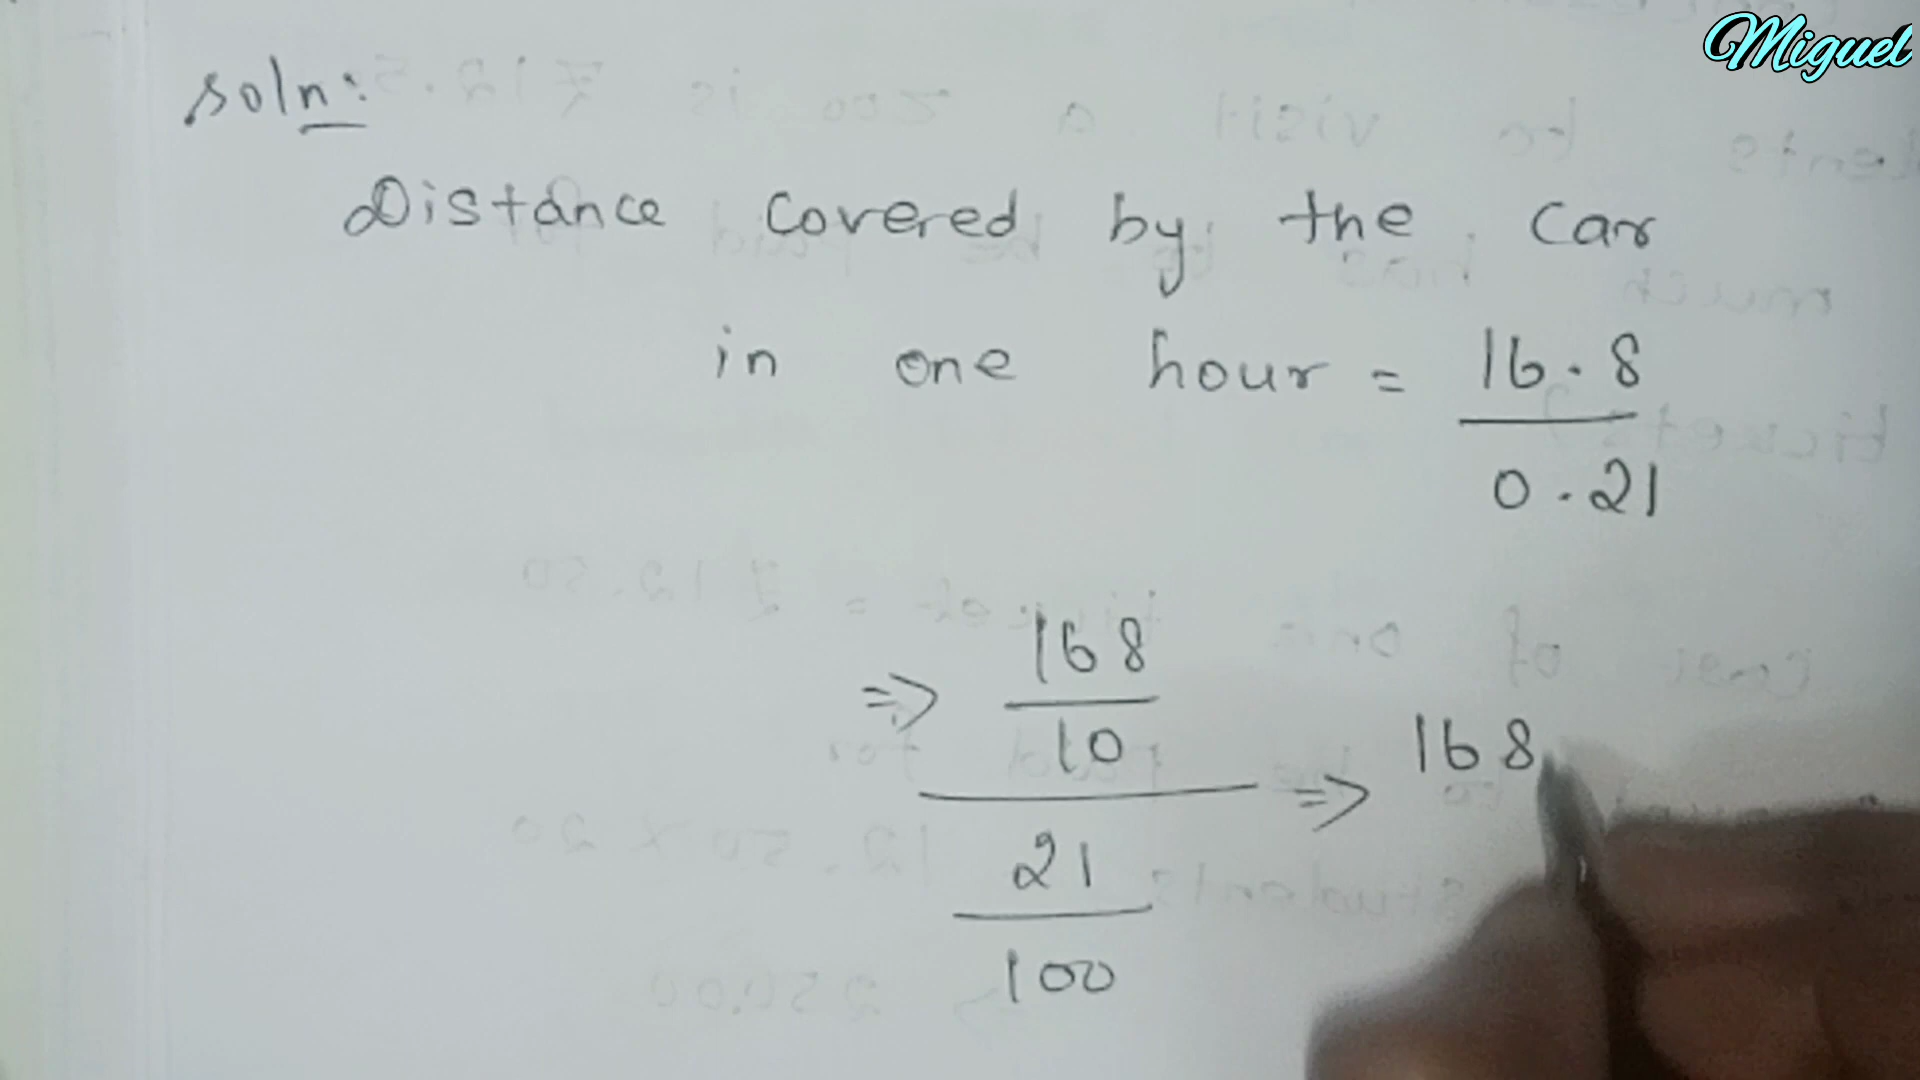 Miguel
soln:
Distance covered by the car
in one hour = 16.8
0.21
⇒ 168
10
⇒ 168
21
100